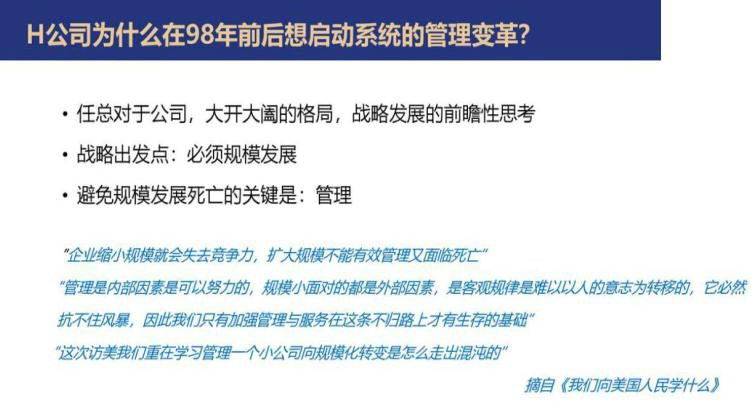 H公司为什么在98年前后想启动系统的管理变革?
• 任总对于公司，大开大阖的格局，战略发展的前瞻性思考
• 战略出发点：必须规模发展
• 避免规模发展死亡的关键是：管理
“企业缩小规模就会失去竞争力，扩大规模不能有效管理又面临死亡”
“管理是内部因素是可以努力的，规模小面对的都是外部因素，是客观规律是难以以人的意志为转移的，它必然
抗不住风暴，因此我们只有加强管理与服务在这条不归路上才有生存的基础”
“这次访美我们重在学习管理一个小公司向规模化转变是怎么走出混沌的”
摘自《我们向美国人民学什么》